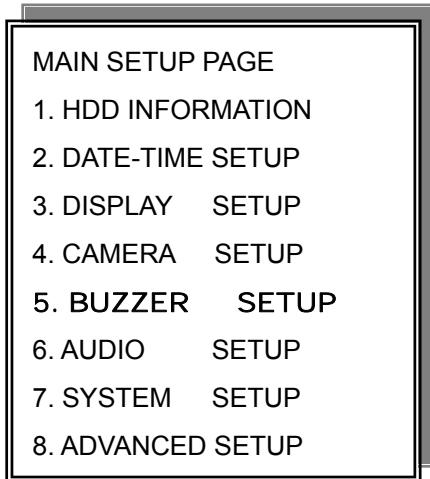 MAIN SETUP PAGE
1. HDD INFORMATION
2. DATE-TIME SETUP
3. DISPLAY SETUP
4. CAMERA SETUP
5. BUZZER SETUP
6. AUDIO SETUP
7. SYSTEM SETUP
8. ADVANCED SETUP